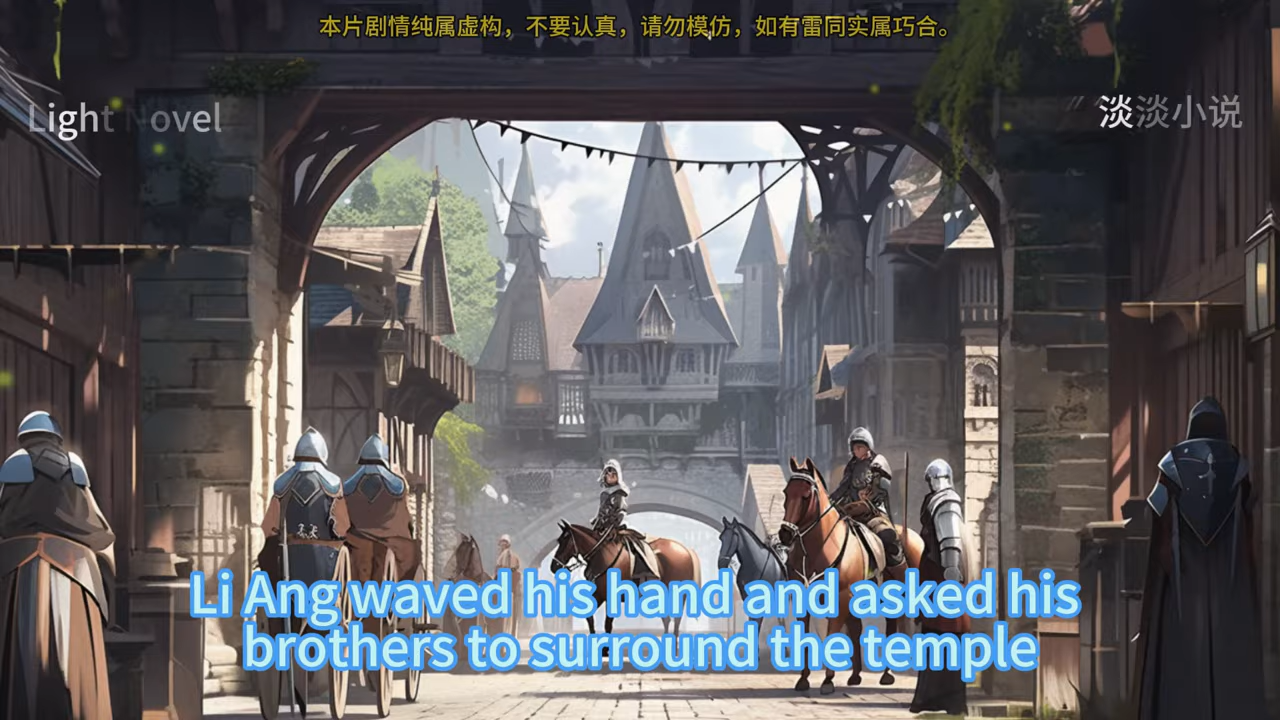 本片剧情纯属虚构，不要认真，请勿模仿，如有雷同实属巧合。
Light Novel
淡淡小说
Li Ang waved his hand and asked his
brothers to surround the temple